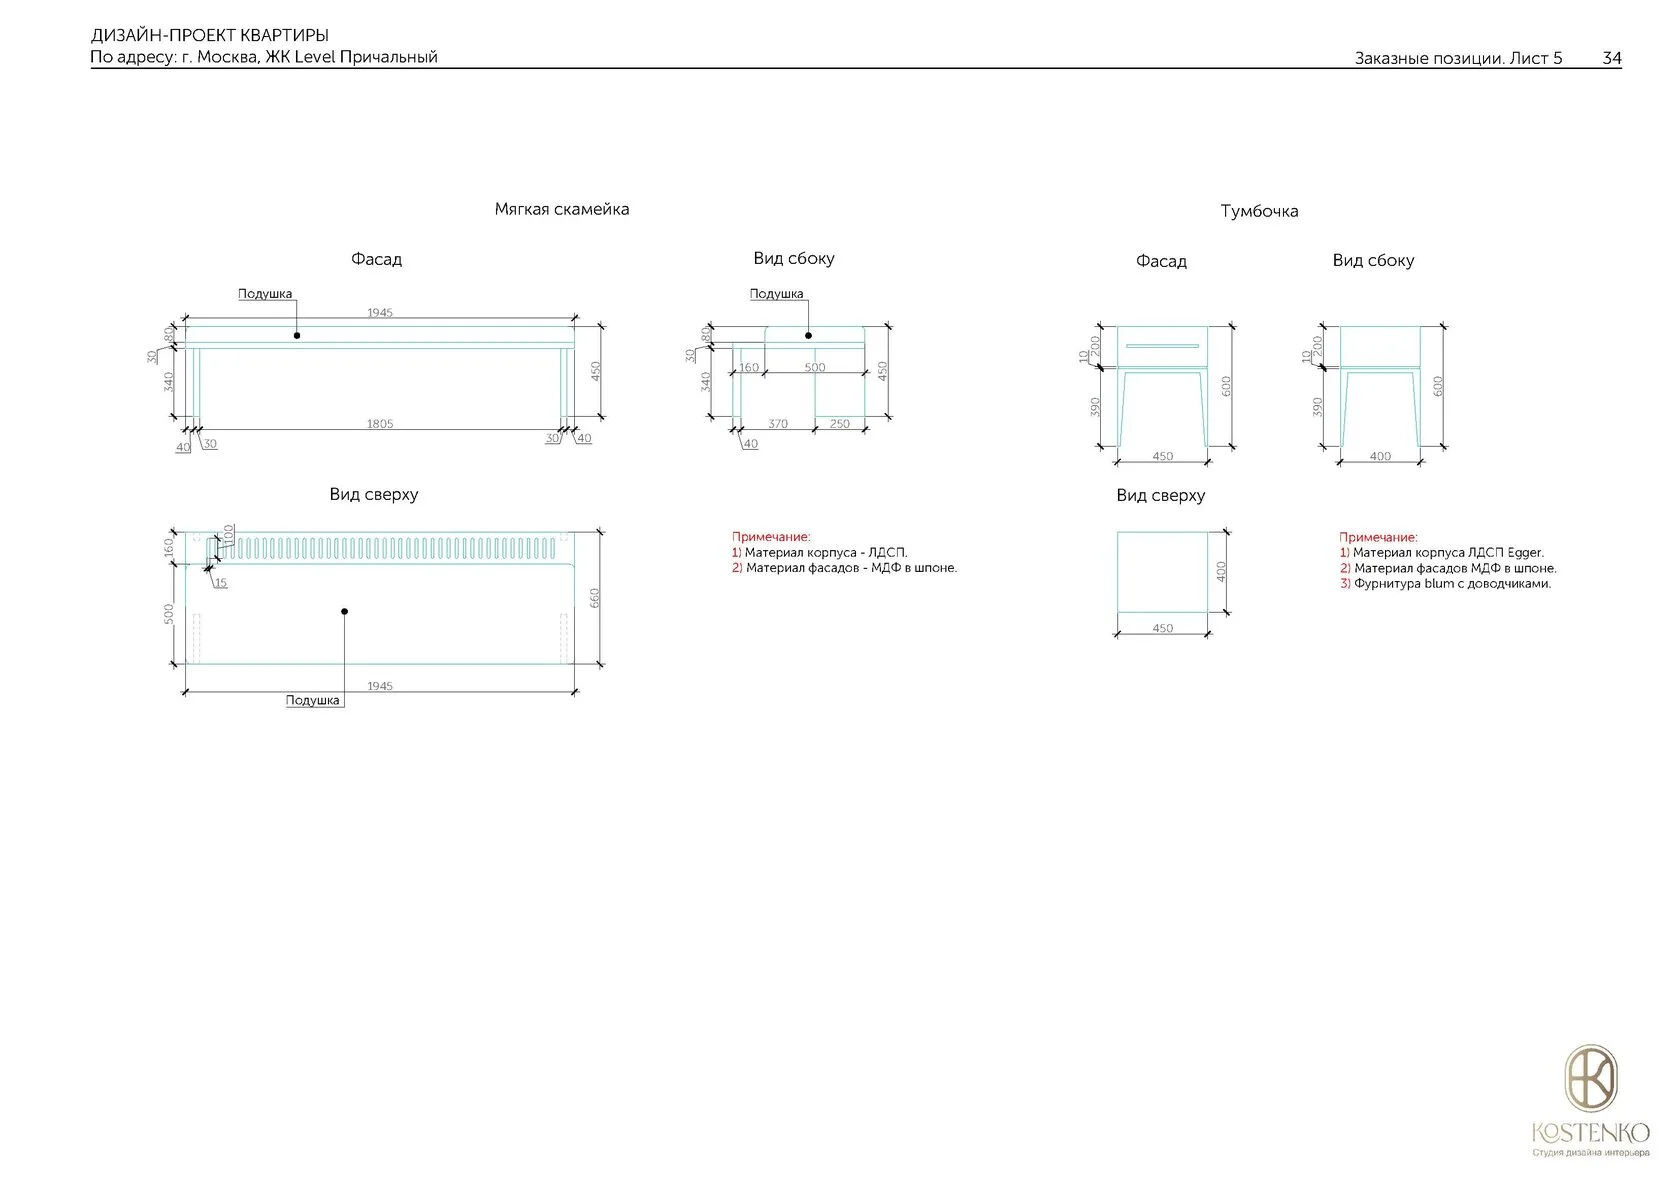 ДИЗАЙН-ПРОЕКТ КВАРТИРЫ
По адресу: г. Москва, ЖК Level Причальный
Заказные позиции. Лист 5 34
Мягкая скамейка
Фасад
Подушка
1945
80
30
340
450
1805
40
30
30
40
Вид сбоку
Подушка
80
30
340
160
500
450
370
250
40
Вид сверху
100
160
15
500
660
1945
Подушка
Примечание:
1) Материал корпуса - ЛДСП.
2) Материал фасадов - МДФ в шпоне.
Тумбочка
Фасад
200
10
390
600
450
Вид сбоку
200
10
390
600
400
Вид сверху
400
450
Примечание:
1) Материал корпуса ЛДСП Egger.
2) Материал фасадов МДФ в шпоне.
3) Фурнитура blum с доводчиками.
KOSTENKO
Студия дизайна интерьера